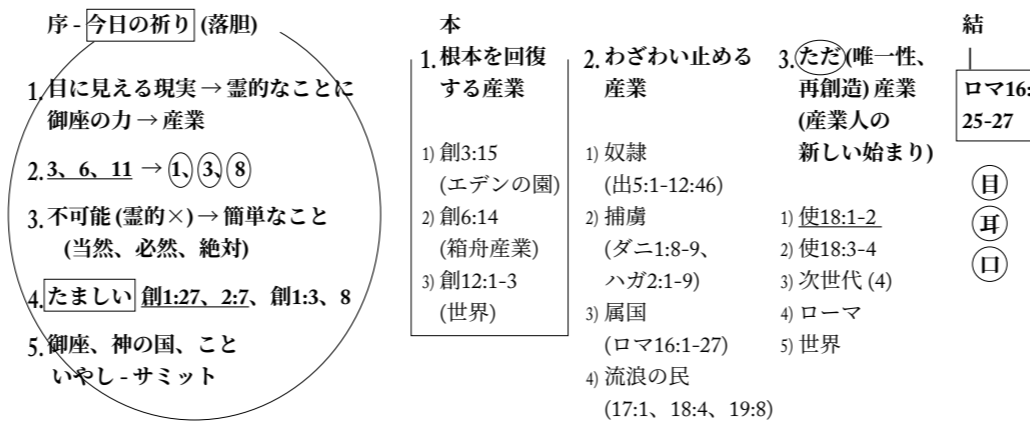 序 - 今日の祈り (落胆)
1. 目に見える現実 → 霊的なことに
御座の力 → 産業
2. 3、6、11 → 1、3、8
3. 不可能 (霊的×) → 簡単なこと
(当然、必然、絶対)
4. たましい 創1:27、2:7、創1:3、8
5. 御座、神の国、こと
いやし - サミット
本
1. 根本を回復
する産業
1) 創3:15
(エデンの園)
2) 創6:14
(箱舟産業)
3) 創12:1-3
(世界)
2. わざわい止める
産業
1) 奴隷
(出5:1-12:46)
2) 捕虜
(ダニ1:8-9、
ハガ2:1-9)
3) 属国
(ロマ16:1-27)
4) 流浪の民
(17:1、18:4、19:8)
3. ただ (唯一性、
再創造) 産業
(産業人の
新しい始まり)
1) 使18:1-2
2) 使18:3-4
3) 次世代 (4)
4) ローマ
5) 世界
結
ロマ16:
25-27
目
耳
口